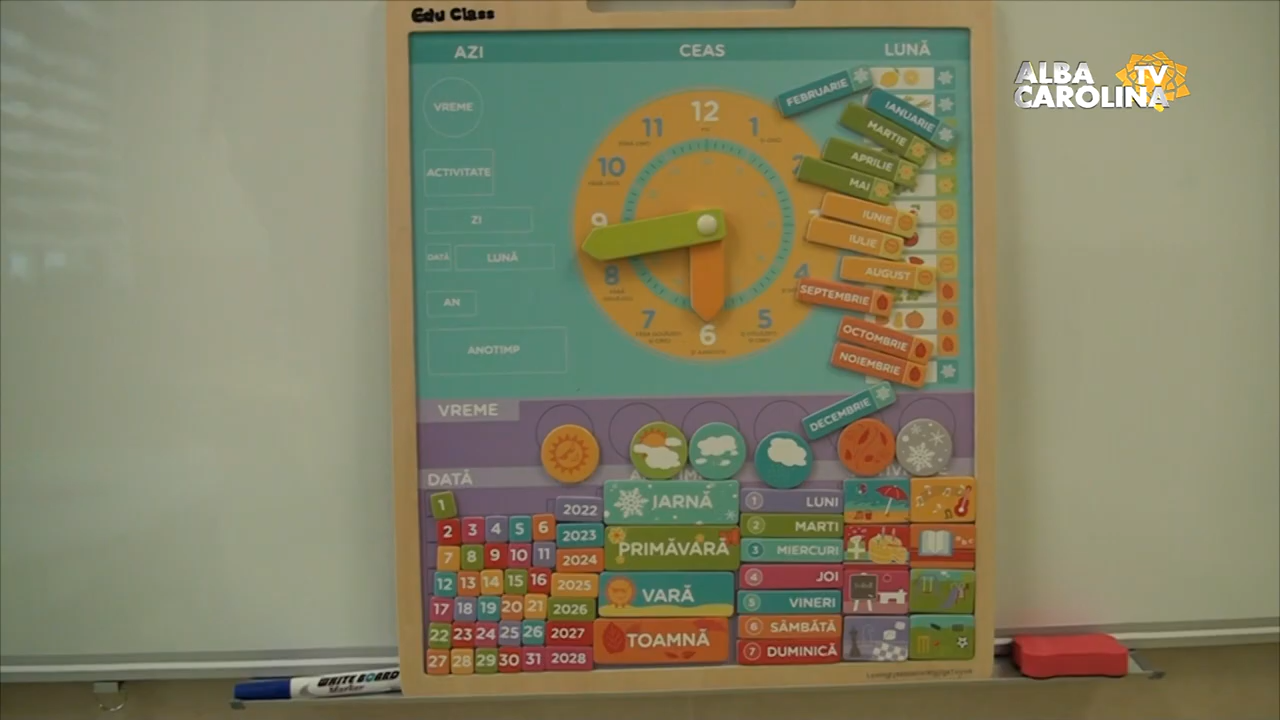 Edu Class
AZI
CEAS
LUNĂ
ALBA
CAROLINA
TV
VREME
ACTIVITATE
ZI
DATĂ
LUNĂ
AN
ANOTIMP
12
1
11
10
9
8
7
6
5
4
FEBRUARIE
IANUARIE
MARTIE
APRILIE
MAI
IUNIE
IULIE
AUGUST
SEPTEMBRIE
OCTOMBRIE
NOIEMBRIE
DECEMBRIE
VREME
DATĂ
1
2 3 4 5 6
7 8 9 10 11
12 13 14 15 16
17 18 19 20 21
22 23 24 25 26
27 28 29 30 31
2022
2023
2024
2025
2026
2027
2028
IARNĂ
PRIMĂVARĂ
VARĂ
TOAMNĂ
1 LUNI
2 MARTI
3 MIERCURI
4 JOI
5 VINERI
6 SÂMBĂTĂ
7 DUMINICĂ
WHITE BOARD
Marker